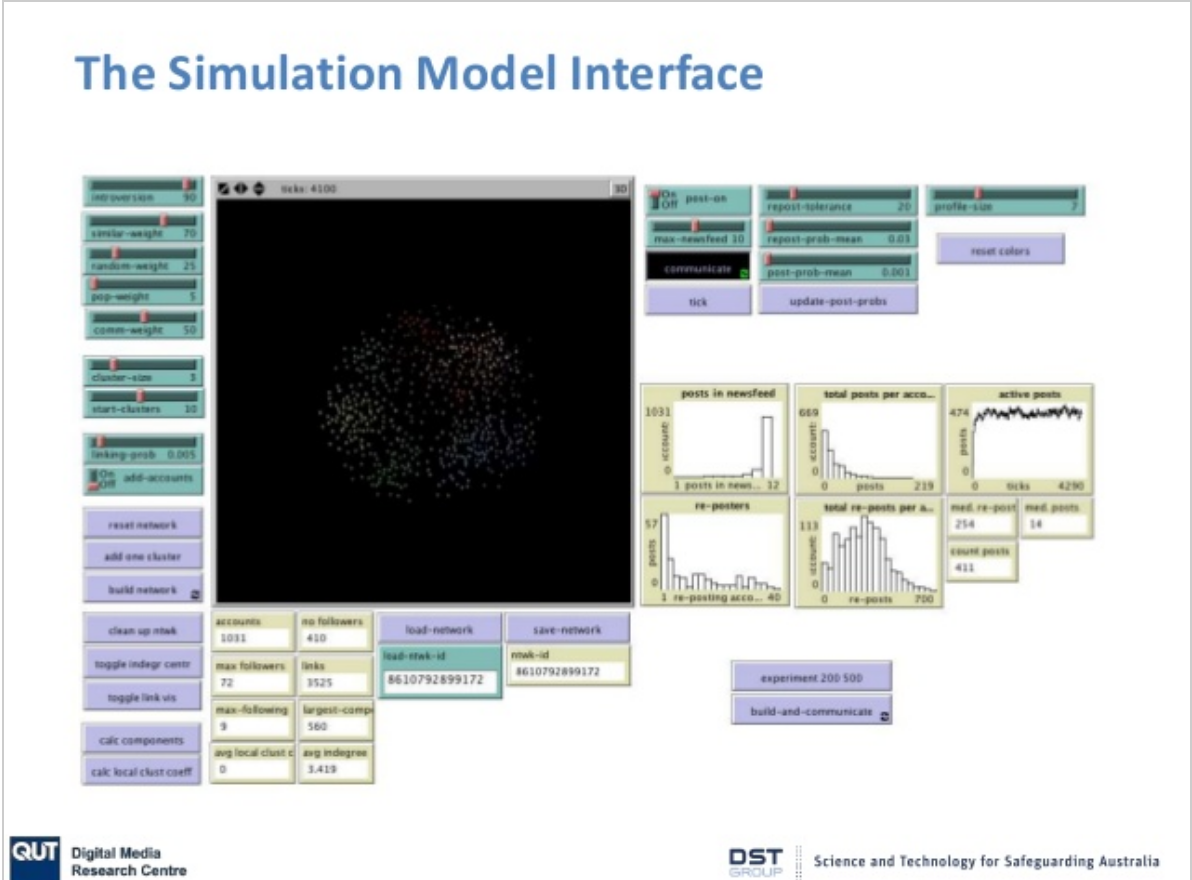 The Simulation Model Interface
introversion 90
similar-weight 70
random-weight 25
pop-weight 5
comm-weight 50
cluster-size 3
start-clusters 10
linking-prob 0.005
On
Off
add-accounts
reset network
add one cluster
build network
clean up ntwk
toggle indegr centr
toggle link vis
calc components
calc local clust coeff
ticks: 4100
3D
accounts
1031
no followers
410
max followers
72
links
3525
max-following
9
largest-comp
560
avg local clust c
0
avg indegree
3.419
load-network
save-network
load-ntwk-id
8610792899172
ntwk-id
8610792899172
On
Off
post-on
repost-tolerance 20
profile-size 7
max-newsfeed 10
repost-prob-mean 0.03
reset colors
communicate
post-prob-mean 0.001
tick
update-post-probs
posts in newsfeed
1031
0
1 posts in news... 12
total posts per acco...
669
0
0 posts 219
active posts
474
posts
0
0 ticks 4290
re-posters
57
posts
0
1 re-posting acco... 40
total re-posts per a...
113
0
0 re-posts 700
med. re-post
254
med. posts
14
count posts
411
experiment 200 500
build-and-communicate
QUT
Digital Media
Research Centre
DST
GROUP
Science and Technology for Safeguarding Australia